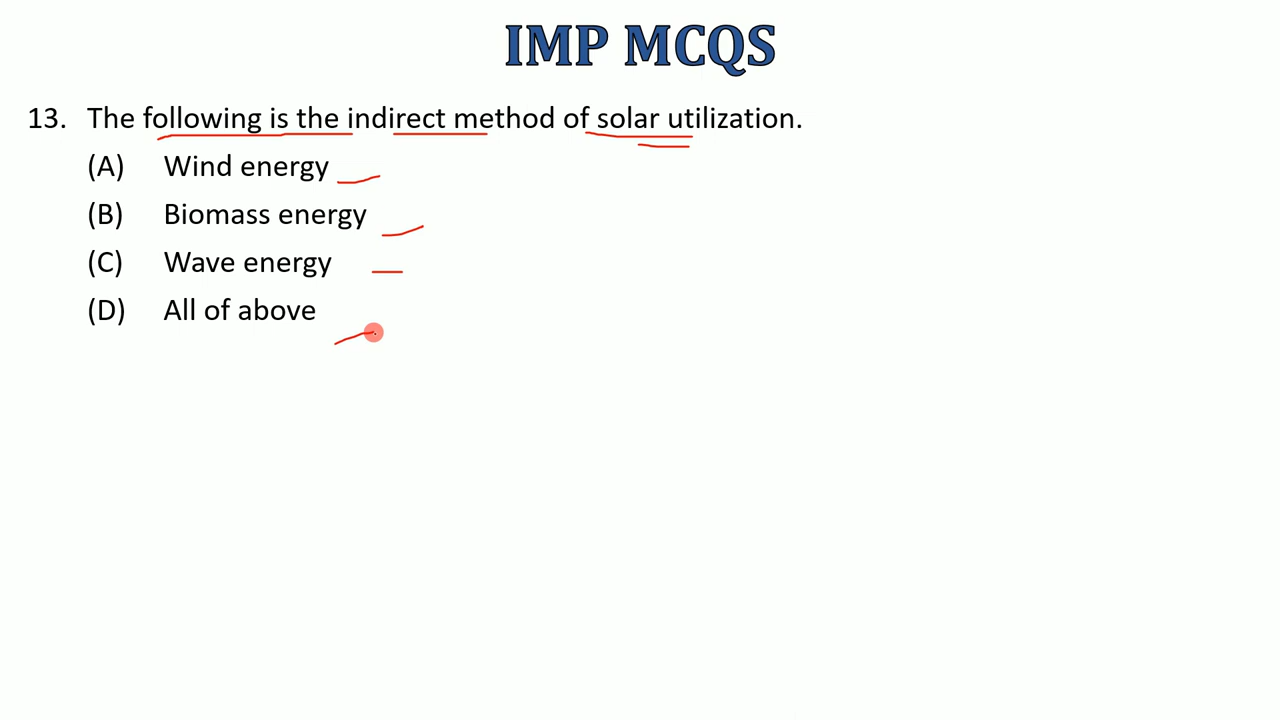 IMP MCQS
13. The following is the indirect method of solar utilization.
(A) Wind energy
(B) Biomass energy
(C) Wave energy
(D) All of above